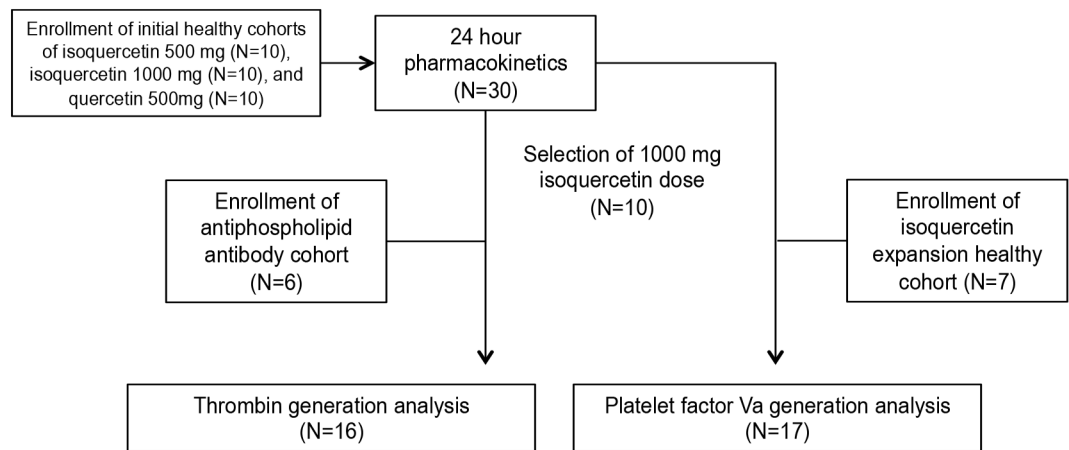 Enrollment of initial healthy cohorts
of isoquercetin 500 mg (N=10),
isoquercetin 1000 mg (N=10), and
quercetin 500mg (N=10)
24 hour
pharmacokinetics
(N=30)
Selection of 1000 mg
isoquercetin dose
(N=10)
Enrollment of
antiphospholipid
antibody cohort
(N=6)
Enrollment of
isoquercetin
expansion healthy
cohort (N=7)
Thrombin generation analysis
(N=16)
Platelet factor Va generation analysis
(N=17)